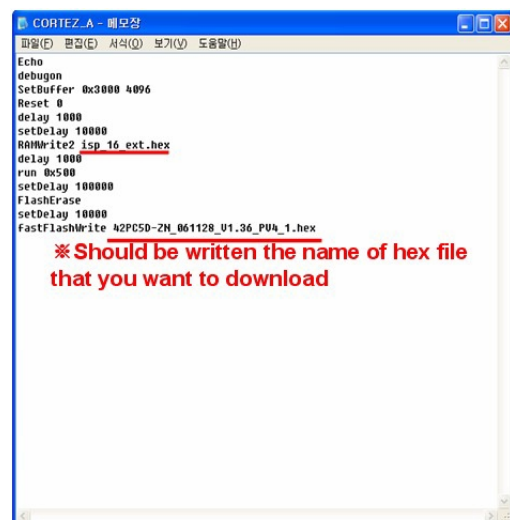 CORTEZ_A - 메모장
파일(F) 편집(E) 서식(O) 보기(V) 도움말(H)
Echo
debugon
SetBuffer 0x3000 4096
Reset 0
delay 1000
setDelay 10000
RAMWrite2 isp_16_ext.hex
delay 1000
run 0x500
setDelay 100000
FlashErase
setDelay 10000
fastFlashWrite 42PC5D-ZN_061128_V1.36_PV4_1.hex
※Should be written the name of hex file
that you want to download